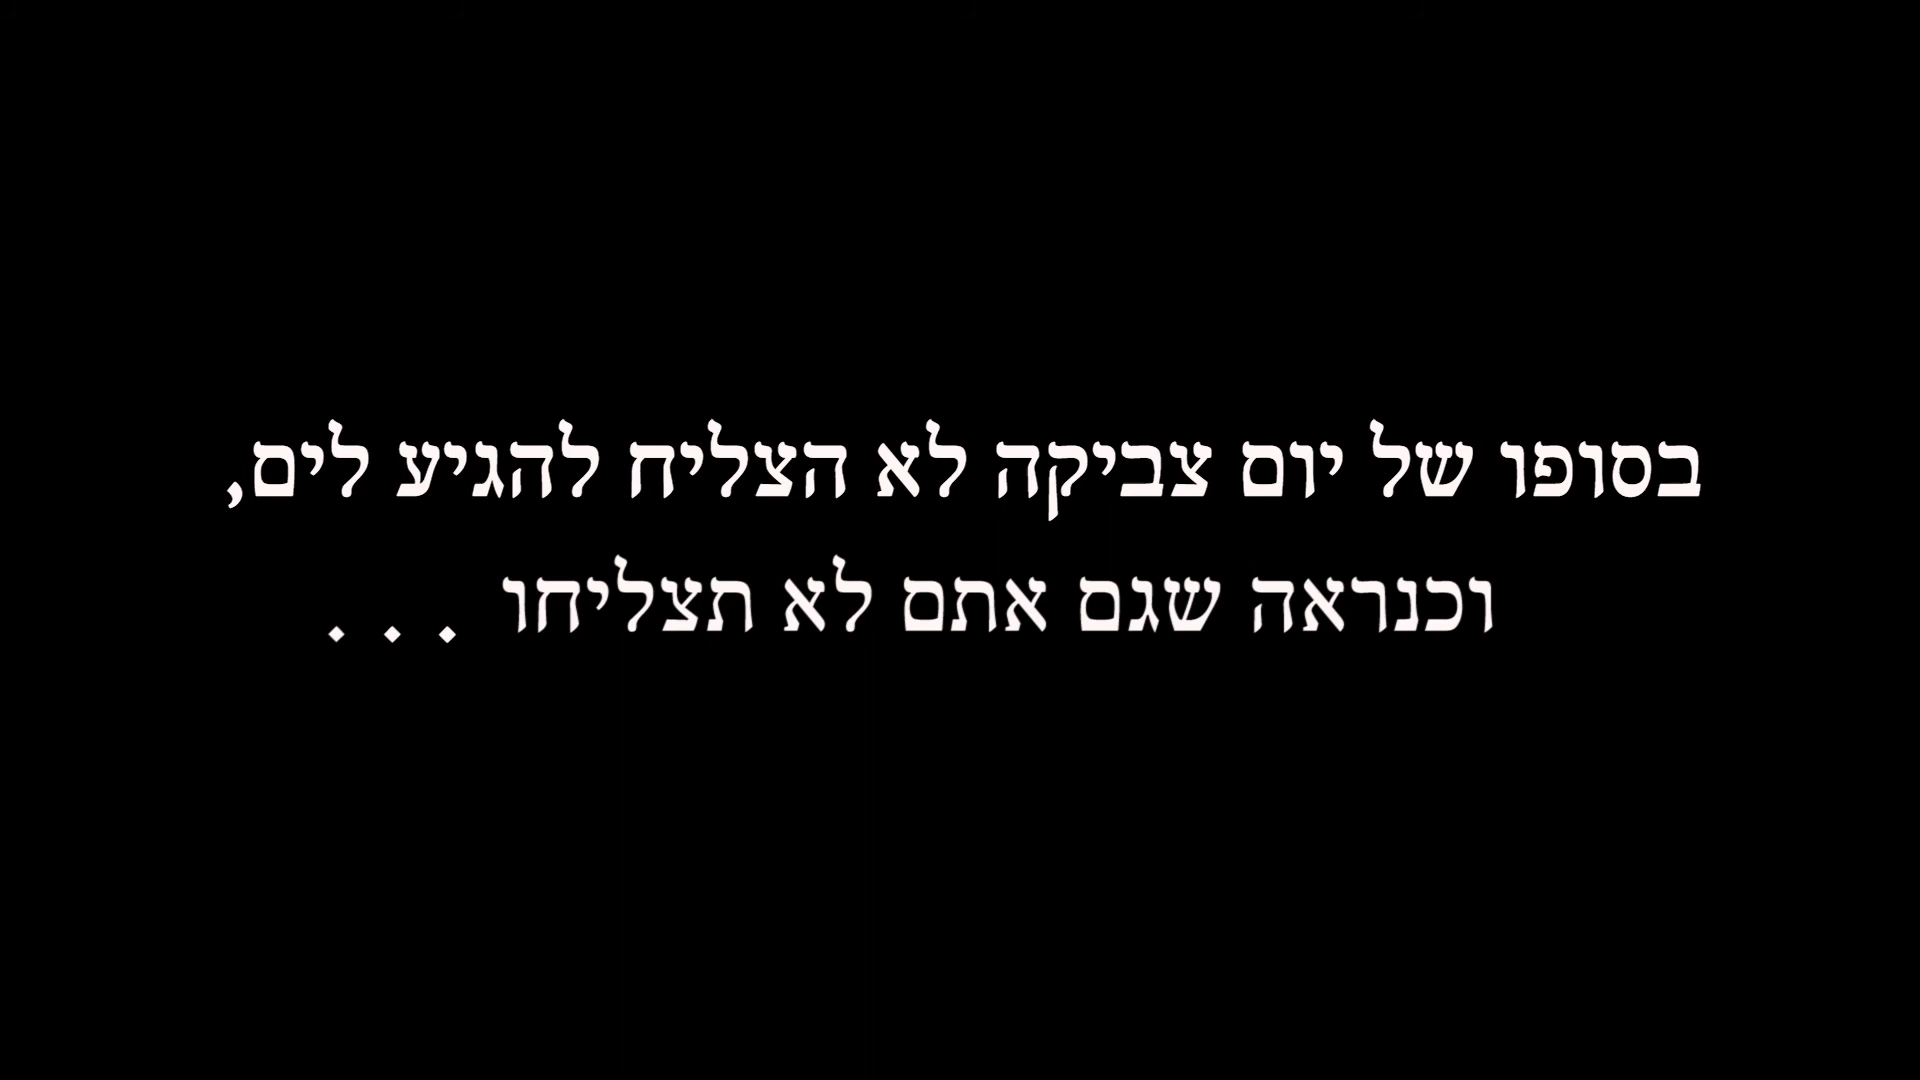 בסופו של יום צביקה לא הצליח להגיע לים,
וכנראה שגם אתם לא תצליחו . . .